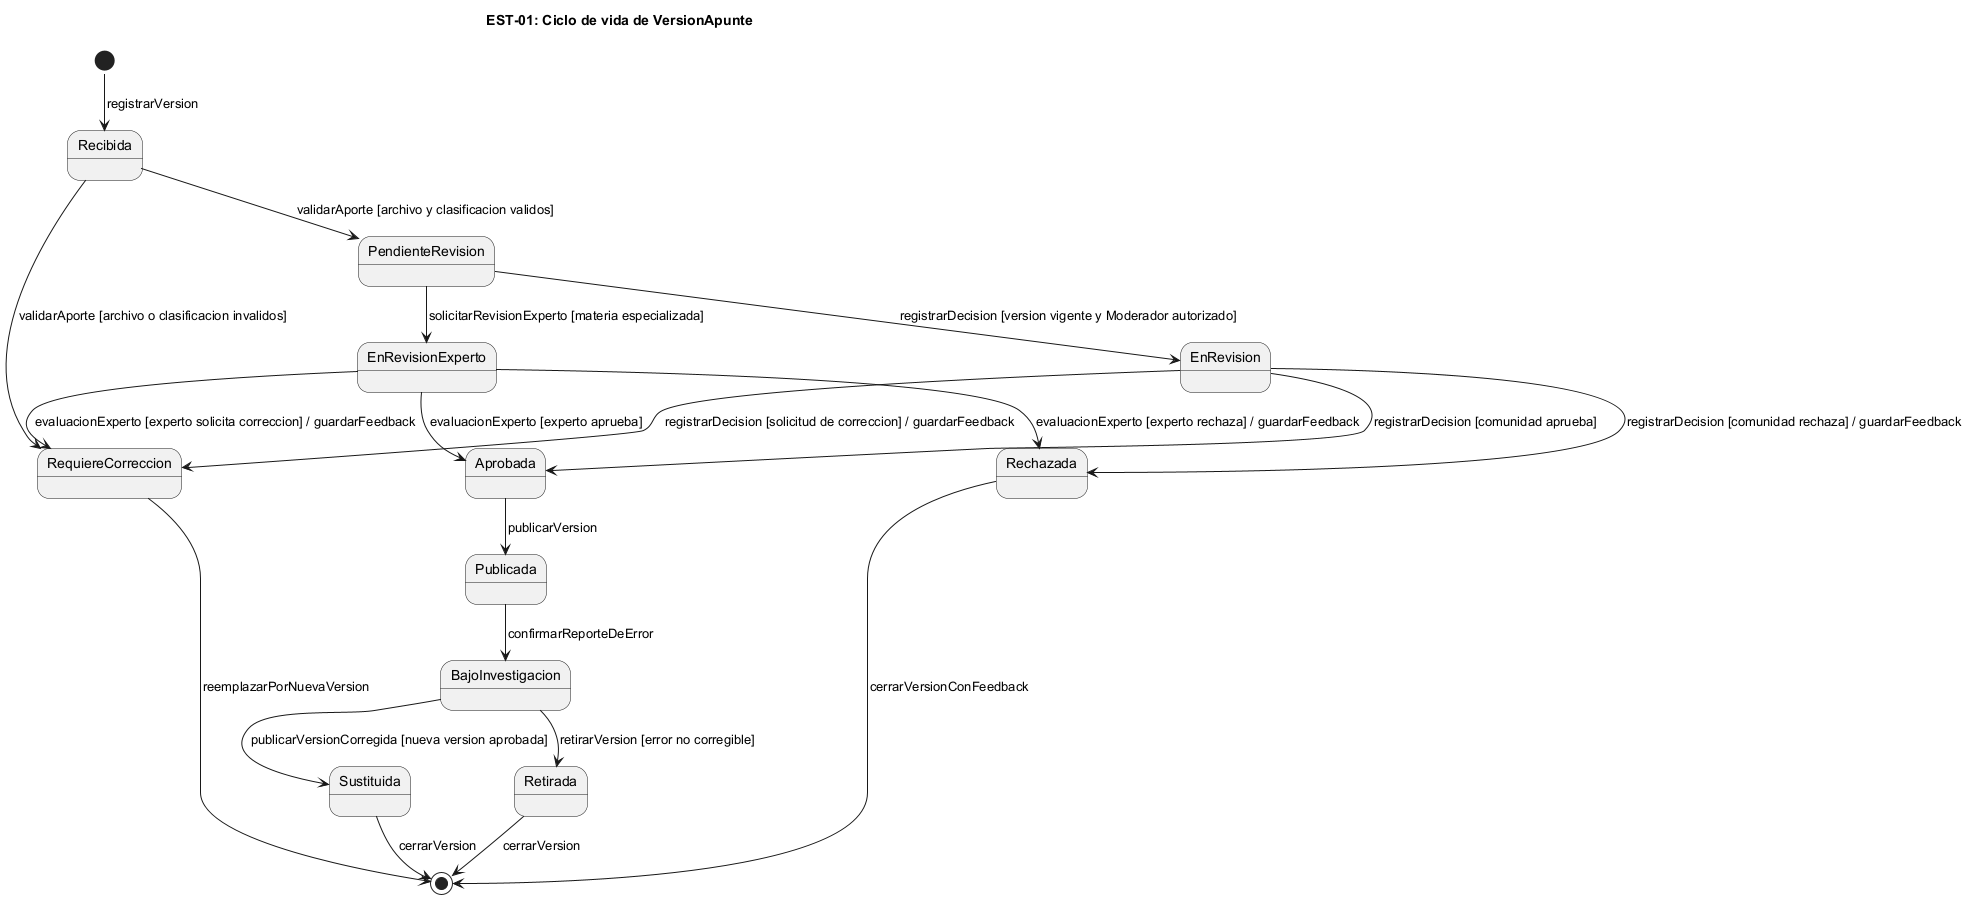 EST-01: Ciclo de vida de VersionApunte
registrarVersion
Recibida
validarAporte [archivo y clasificacion validos]
PendienteRevision
validarAporte [archivo o clasificacion invalidos]
solicitarRevisionExperto [materia especializada]
registrarDecision [version vigente y Moderador autorizado]
EnRevisionExperto
EnRevision
evaluacionExperto [experto solicita correccion] / guardarFeedback
evaluacionExperto [experto aprueba]
registrarDecision [solicitud de correccion] / guardarFeedback
evaluacionExperto [experto rechaza] / guardarFeedback
registrarDecision [comunidad aprueba]
registrarDecision [comunidad rechaza] / guardarFeedback
RequiereCorreccion
Aprobada
Rechazada
publicarVersion
Publicada
confirmarReporteDeError
BajoInvestigacion
reemplazarPorNuevaVersion
cerrarVersionConFeedback
publicarVersionCorregida [nueva version aprobada]
retirarVersion [error no corregible]
Sustituida
Retirada
cerrarVersion
cerrarVersion